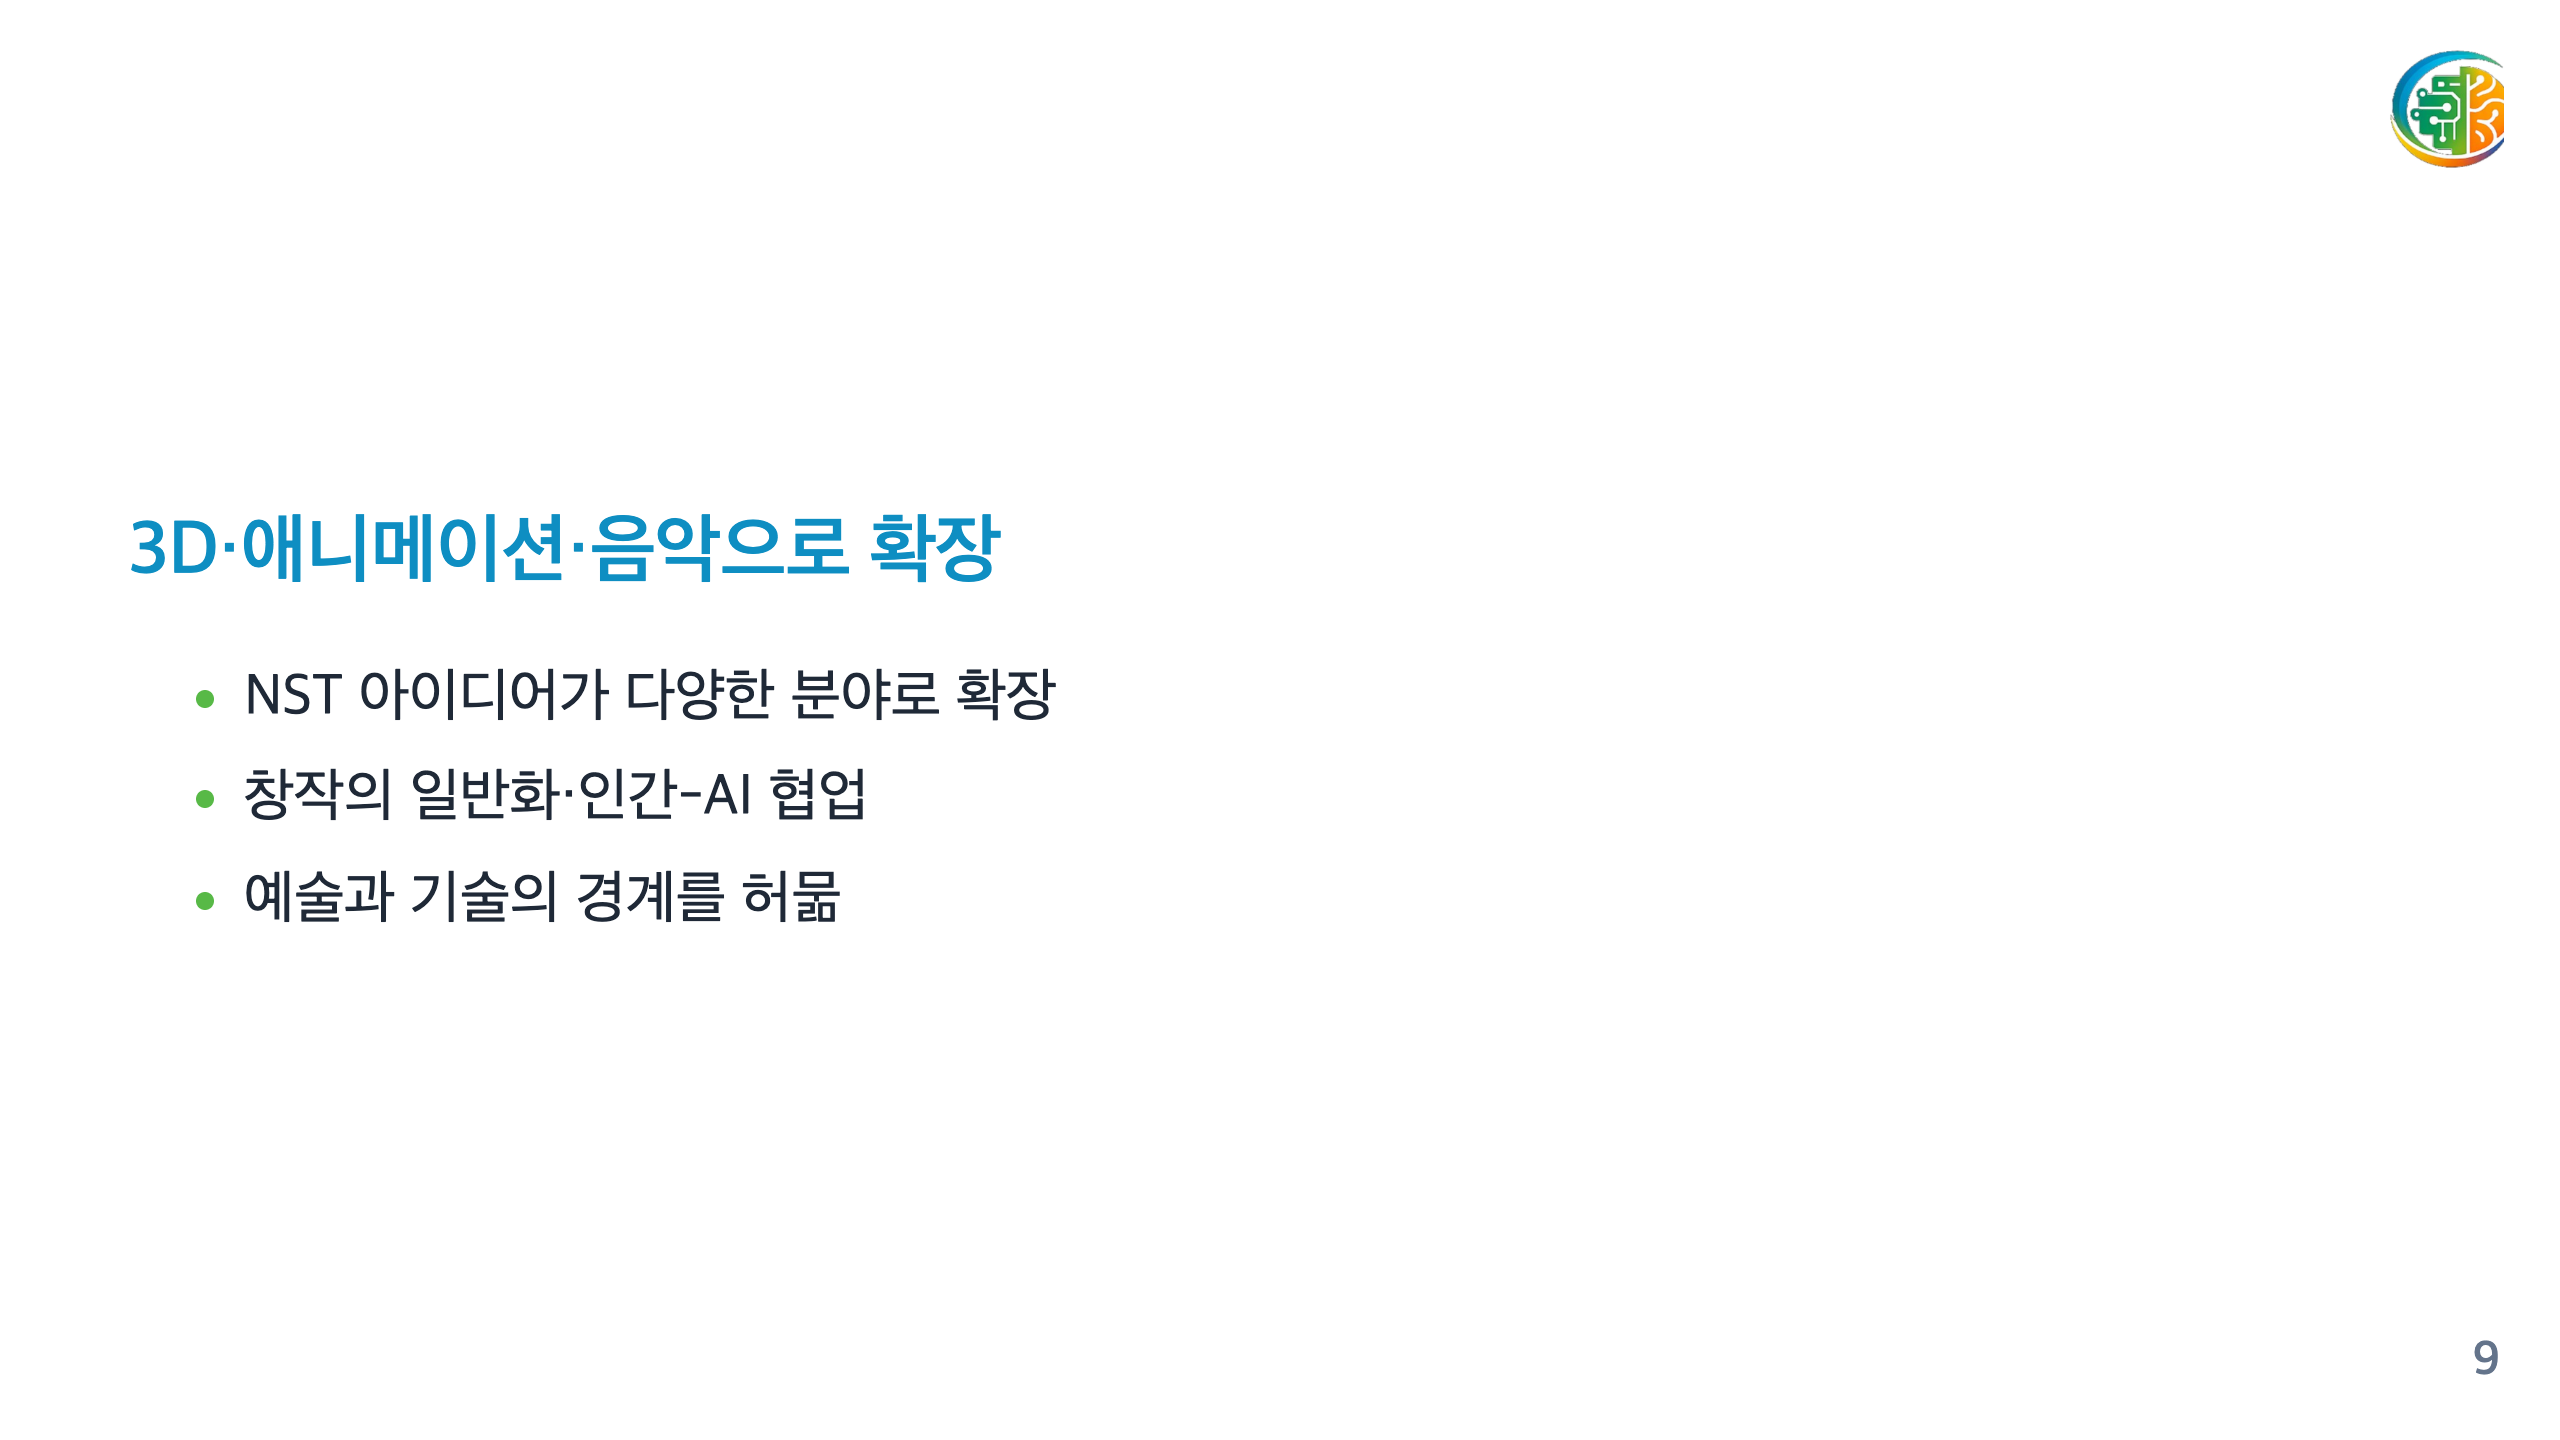 3D·애니메이션·음악으로 확장
• NST 아이디어가 다양한 분야로 확장
• 창작의 일반화·인간-AI 협업
• 예술과 기술의 경계를 허묾
9